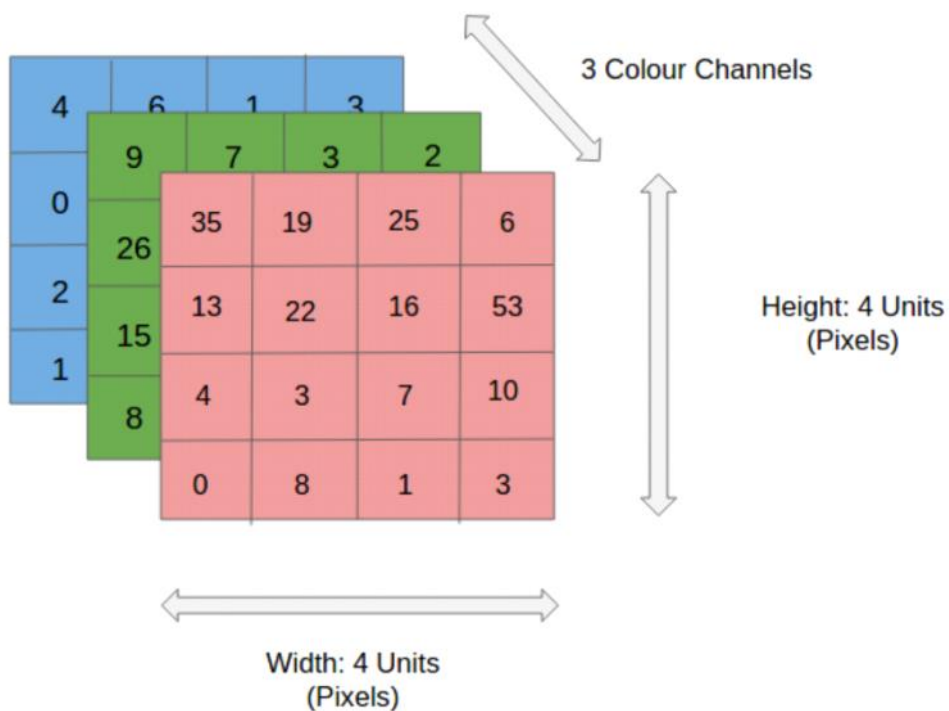 3 Colour Channels
4 6 1 3
9 7 3 2
0
35 19 25 6
26
Height: 4 Units
(Pixels)
2
13 22 16 53
15
1
4 3 7 10
8
0 8 1 3
Width: 4 Units
(Pixels)